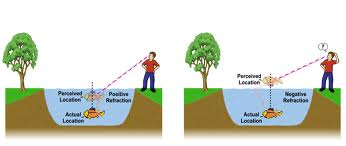 Perceived
Location
Positive
Refraction
Actual
Location
?
Perceived
Location
Negative
Refraction
Actual
Location